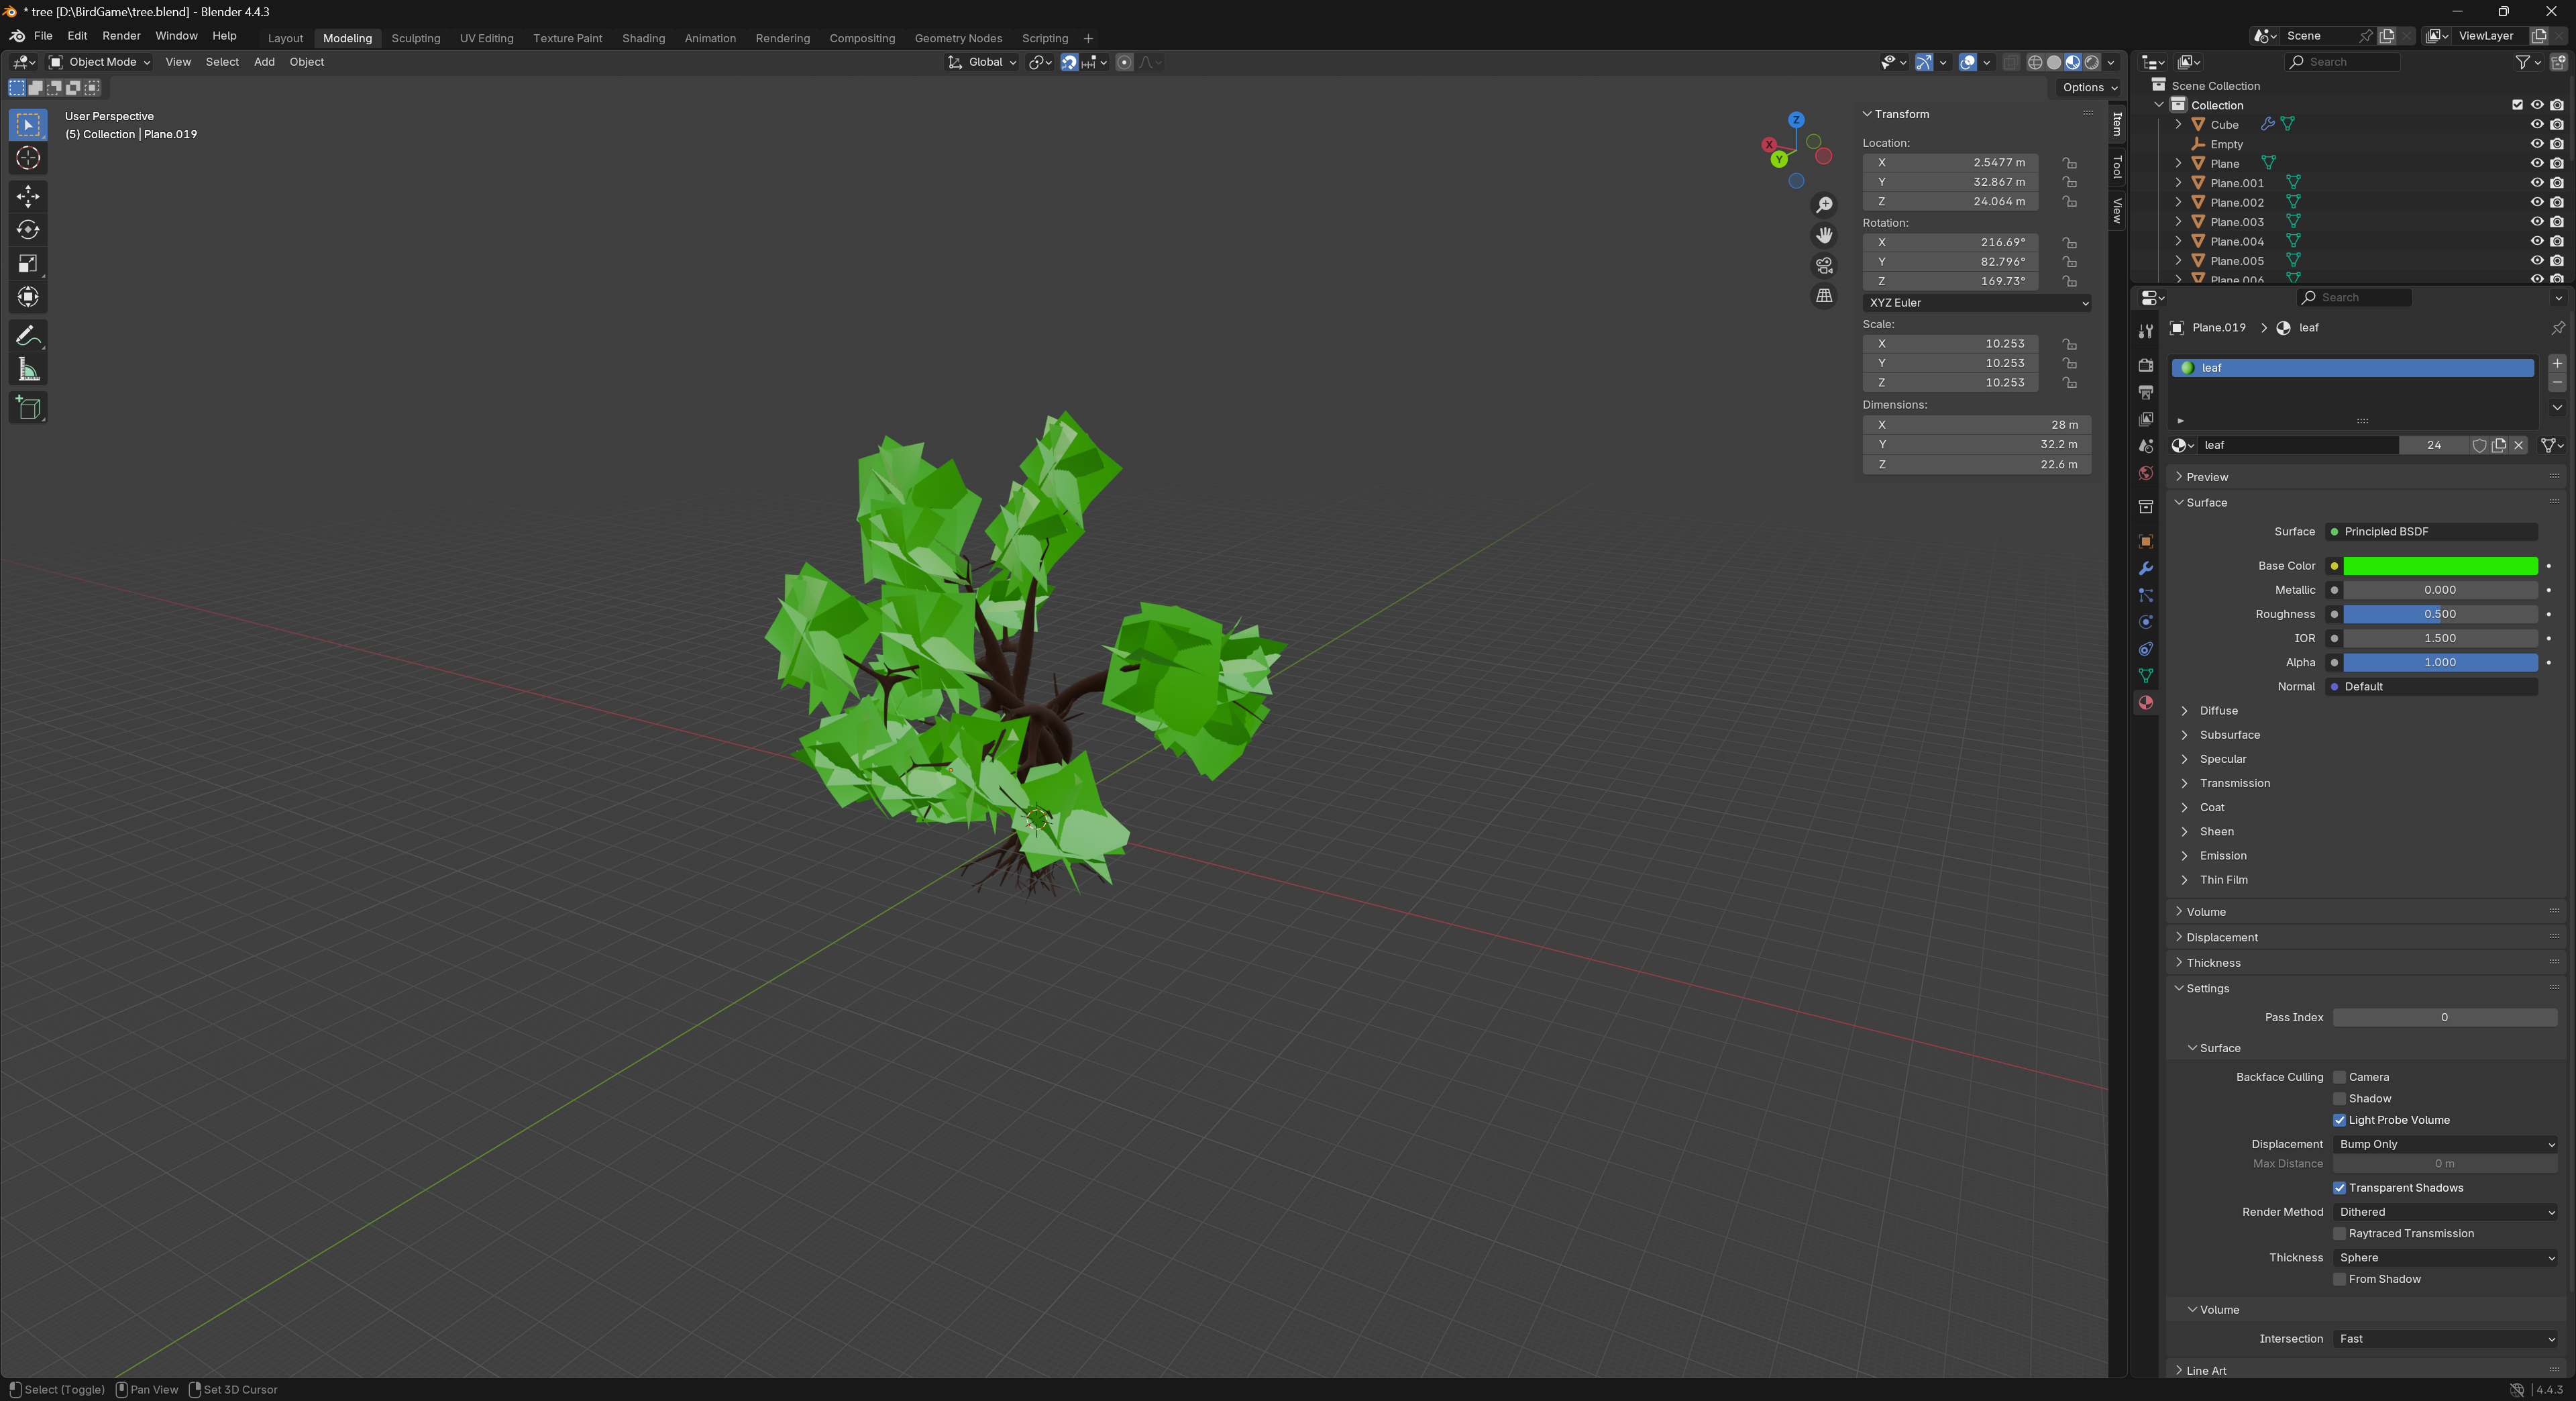 * tree [D:\BirdGame\tree.blend] - Blender 4.4.3
File Edit Render Window Help
Layout Modeling Sculpting UV Editing Texture Paint Shading Animation Rendering Compositing Geometry Nodes Scripting
Scene ViewLayer
Object Mode View Select Add Object
Global
Options
User Perspective
(5) Collection | Plane.019
Z
X
Y
Item
Tool
View
Transform
Location:
X 2.5477 m
Y 32.867 m
Z 24.064 m
Rotation:
X 216.69°
Y 82.796°
Z 169.73°
XYZ Euler
Scale:
X 10.253
Y 10.253
Z 10.253
Dimensions:
X 28 m
Y 32.2 m
Z 22.6 m
Search
Scene Collection
Collection
Cube
Empty
Plane
Plane.001
Plane.002
Plane.003
Plane.004
Plane.005
Plane.006
Search
Plane.019 > leaf
leaf
leaf 24
Preview
Surface
Surface Principled BSDF
Base Color
Metallic 0.000
Roughness 0.500
IOR 1.500
Alpha 1.000
Normal Default
Diffuse
Subsurface
Specular
Transmission
Coat
Sheen
Emission
Thin Film
Volume
Displacement
Thickness
Settings
Pass Index 0
Surface
Backface Culling Camera
Shadow
Light Probe Volume
Displacement Bump Only
Max Distance 0 m
Transparent Shadows
Render Method Dithered
Raytraced Transmission
Thickness Sphere
From Shadow
Volume
Intersection Fast
Line Art
Select (Toggle) Pan View Set 3D Cursor
4.4.3